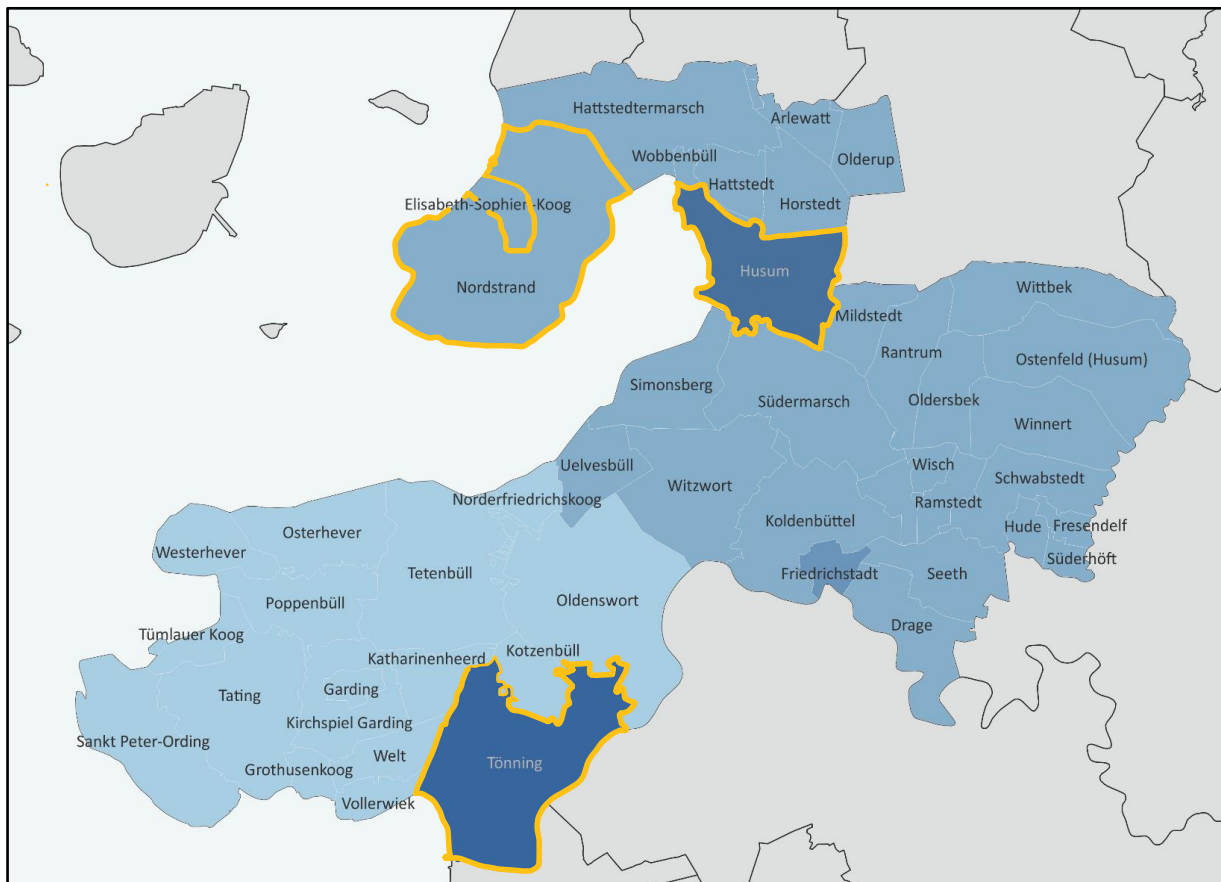 Hattstedtermarsch
Arlewatt
Olderup
Wobbenbüll
Hattstedt
Horstedt
Elisabeth-Sophien-Koog
Nordstrand
Husum
Mildstedt
Wittbek
Rantrum
Ostenfeld (Husum)
Simonsberg
Südermarsch
Oldersbek
Winnert
Uelvesbüll
Witzwort
Wisch
Schwabstedt
Norderfriedrichskoog
Ramstedt
Koldenbüttel
Hude
Fresendelf
Süderhöft
Westerhever
Osterhever
Tetenbüll
Friedrichstadt
Seeth
Poppenbüll
Oldenswort
Drage
Tümlauer Koog
Katharinenheerd
Kotzenbüll
Tating
Garding
Kirchspiel Garding
Sankt Peter-Ording
Welt
Tönning
Grothusenkoog
Vollerwiek